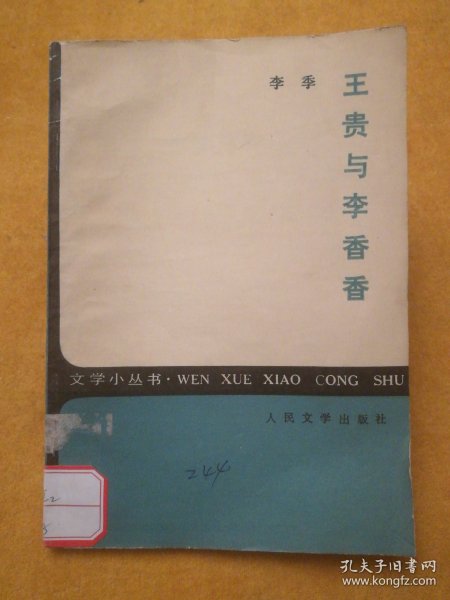 李季
王贵与李香香
文学小丛书·WEN XUE XIAO CONG SHU
人民文学出版社
244
孔夫子旧书网
www.kongfz.com